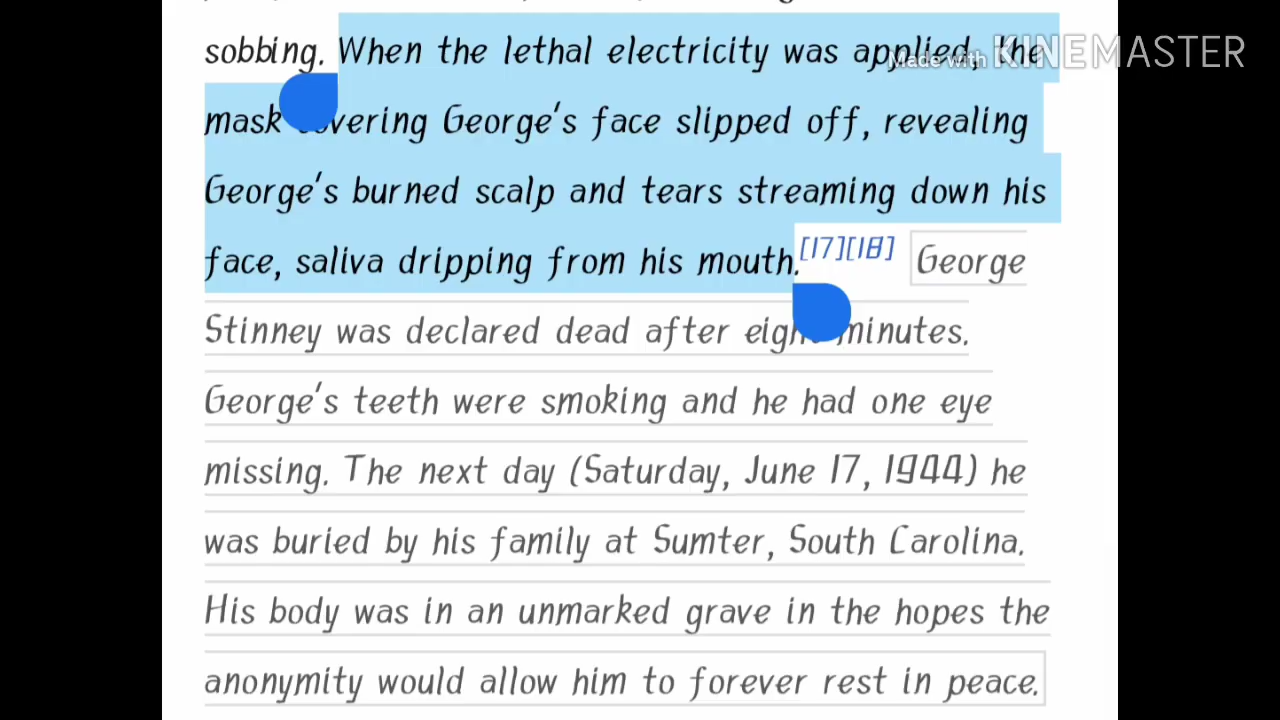 sobbing. When the lethal electricity was applied, the
Made with KINEMASTER
mask covering George's face slipped off, revealing
George's burned scalp and tears streaming down his
face, saliva dripping from his mouth.[17][18] George
Stinney was declared dead after eight minutes.
George's teeth were smoking and he had one eye
missing. The next day (Saturday, June 17, 1944) he
was buried by his family at Sumter, South Carolina.
His body was in an unmarked grave in the hopes the
anonymity would allow him to forever rest in peace.